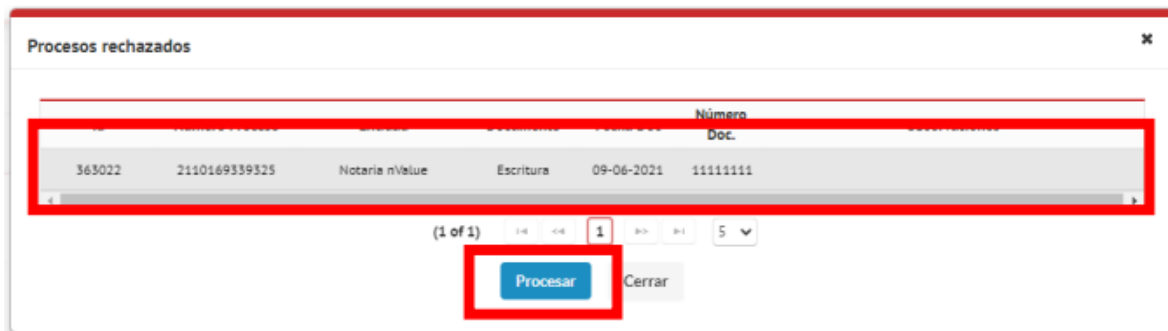 Procesos rechazados
Número
Doc.
363022 2110169339325 Notaria nValue Escritura 09-06-2021 11111111
(1 of 1) 1 5
Procesar Cerrar